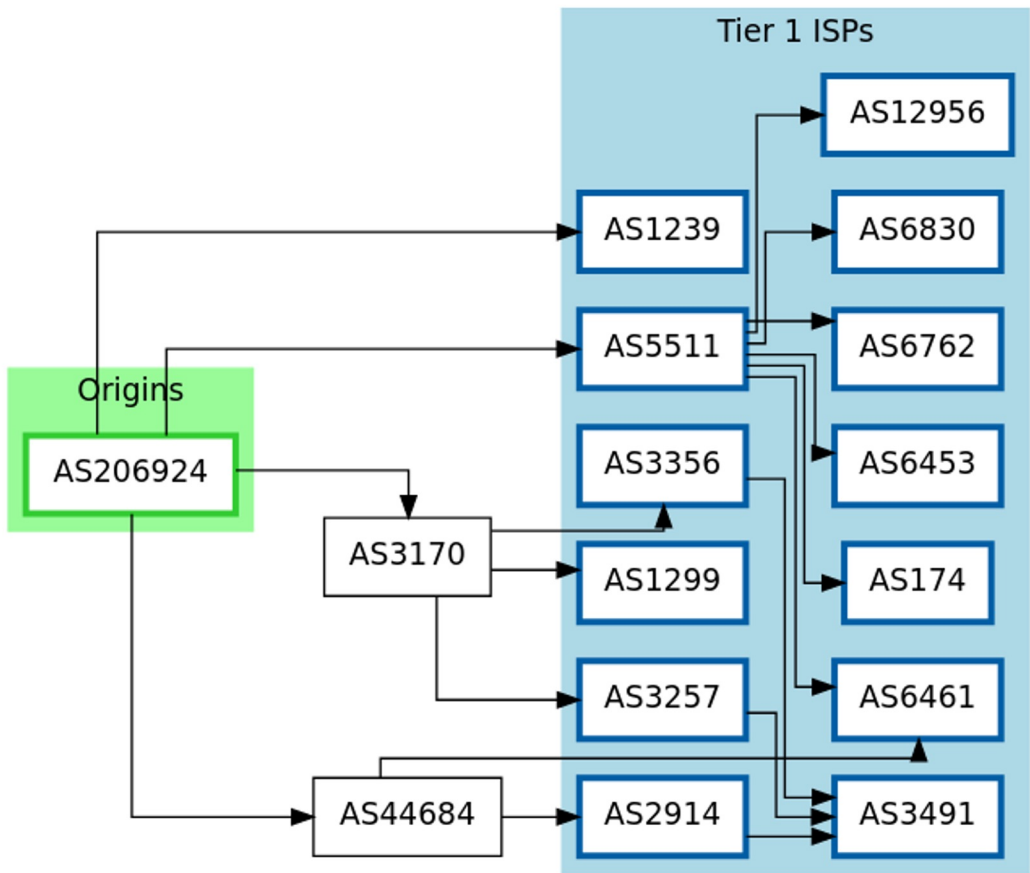 Tier 1 ISPs
AS12956
AS1239
AS6830
AS5511
AS6762
Origins
AS206924
AS3356
AS6453
AS3170
AS1299
AS174
AS3257
AS6461
AS44684
AS2914
AS3491